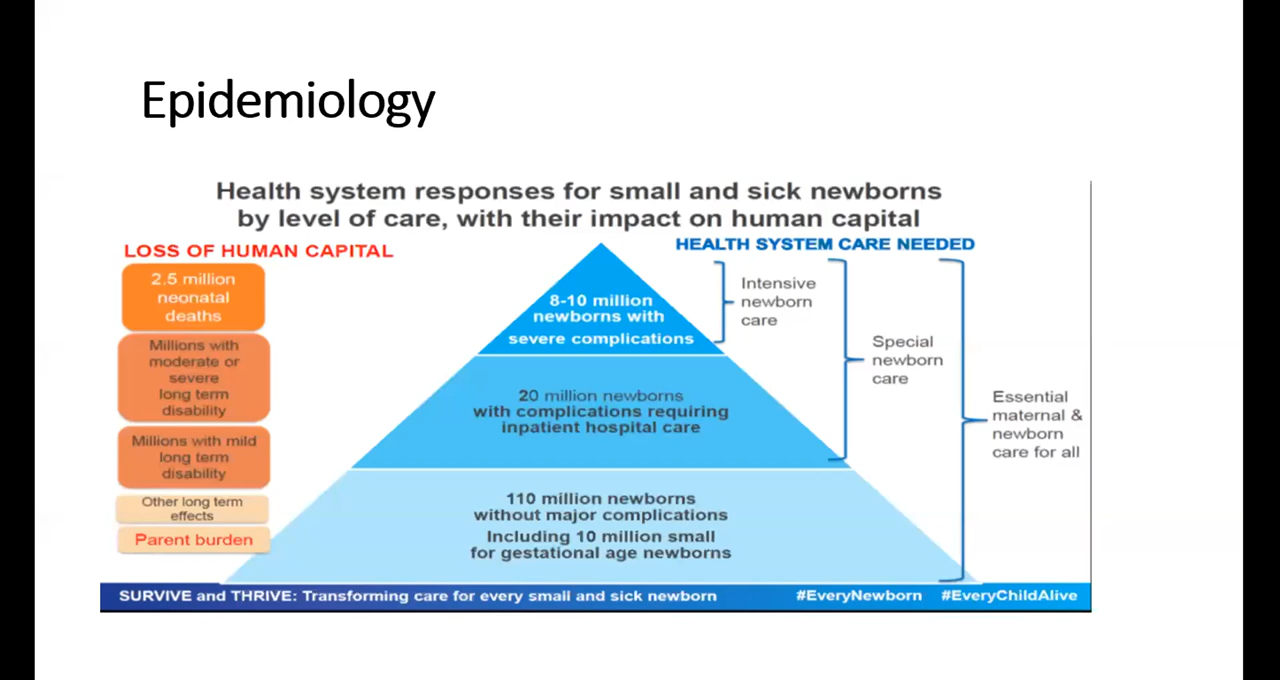 Epidemiology
Health system responses for small and sick newborns
by level of care, with their impact on human capital
LOSS OF HUMAN CAPITAL
2.5 million
neonatal
deaths
Millions with
moderate or
severe
long term
disability
Millions with mild
long term
disability
Other long term
effects
Parent burden
8-10 million
newborns with
severe complications
20 million newborns
with complications requiring
inpatient hospital care
110 million newborns
without major complications
Including 10 million small
for gestational age newborns
HEALTH SYSTEM CARE NEEDED
Intensive
newborn
care
Special
newborn
care
Essential
maternal &
newborn
care for all
SURVIVE and THRIVE: Transforming care for every small and sick newborn
#EveryNewborn #EveryChildAlive